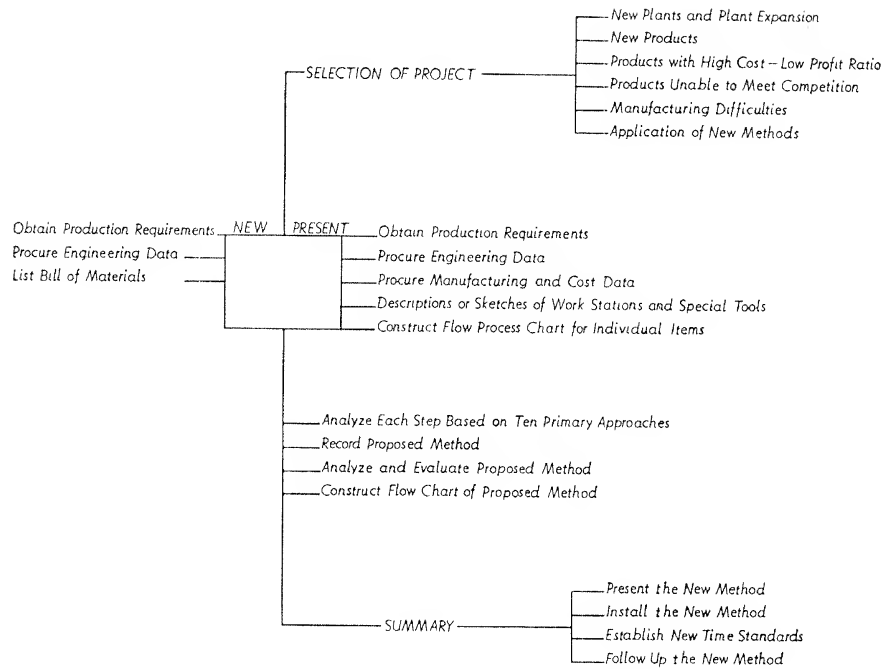 New Plants and Plant Expansion
New Products
SELECTION OF PROJECT
Products with High Cost – Low Profit Ratio
Products Unable to Meet Competition
Manufacturing Difficulties
Application of New Methods
NEW PRESENT
Obtain Production Requirements
Procure Engineering Data
List Bill of Materials
Obtain Production Requirements
Procure Engineering Data
Procure Manufacturing and Cost Data
Descriptions or Sketches of Work Stations and Special Tools
Construct Flow Process Chart for Individual Items
Analyze Each Step Based on Ten Primary Approaches
Record Proposed Method
Analyze and Evaluate Proposed Method
Construct Flow Chart of Proposed Method
SUMMARY
Present the New Method
Install the New Method
Establish New Time Standards
Follow Up the New Method